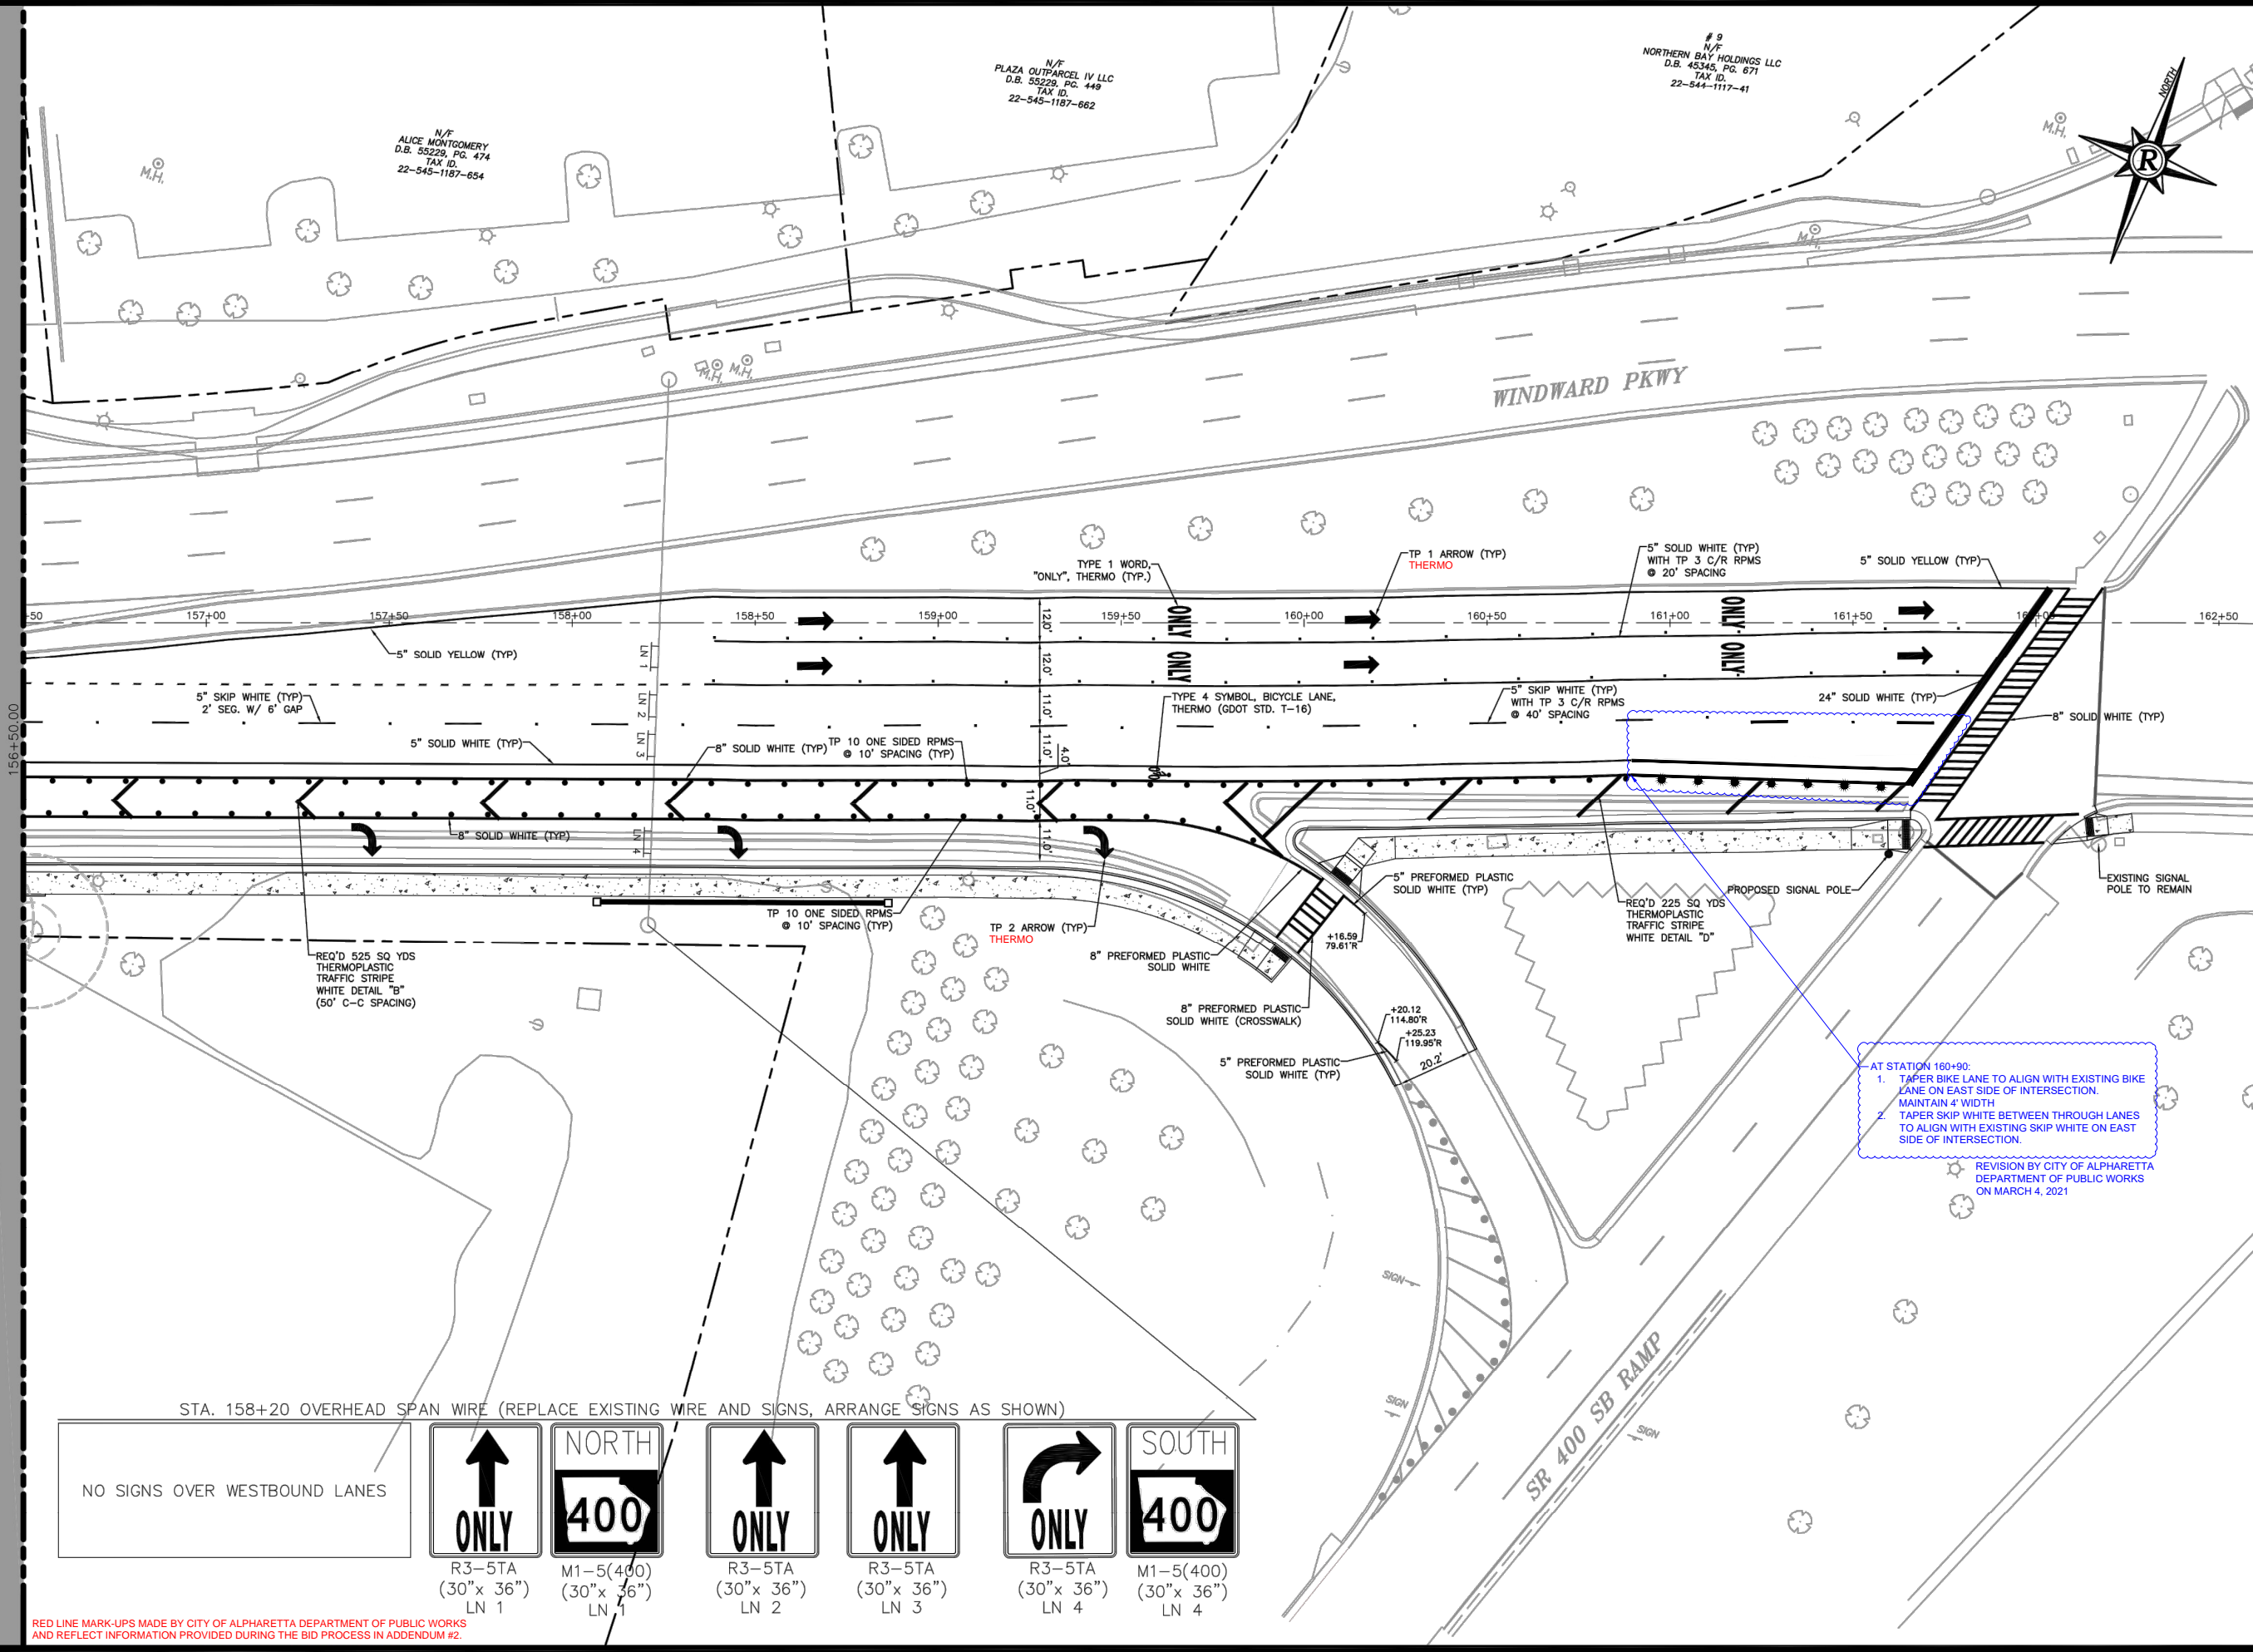 # 9
N/F
NORTHERN BAY HOLDINGS LLC
D.B. 45345, PG. 671
TAX ID.
22-544-1117-41
N/F
PLAZA OUTPARCEL IV LLC
D.B. 55229, PG. 449
TAX ID.
22-545-1187-662
N/F
ALICE MONTGOMERY
D.B. 55229, PG. 474
TAX ID.
22-545-1187-654
NORTH
R
M.H.
M.H.
M.H.
M.H.
M.H.
WINDWARD PKWY
TYPE 1 WORD,
"ONLY", THERMO (TYP.)
TP 1 ARROW (TYP)
THERMO
5" SOLID WHITE (TYP)
WITH TP 3 C/R RPMS
@ 20' SPACING
5" SOLID YELLOW (TYP)
+50
157+00
157+50
158+00
158+50
159+00
159+50
160+00
160+50
161+00
161+50
162+50
12.0'
ONLY
ONLY
5" SOLID YELLOW (TYP)
LN 1
12.0'
ONLY
ONLY
5" SKIP WHITE (TYP)
2' SEG. W/ 6' GAP
LN 2
11.0'
TYPE 4 SYMBOL, BICYCLE LANE,
THERMO (GDOT STD. T-16)
5" SKIP WHITE (TYP)
WITH TP 3 C/R RPMS
@ 40' SPACING
24" SOLID WHITE (TYP)
8" SOLID WHITE (TYP)
156+50.00
5" SOLID WHITE (TYP)
LN 3
8" SOLID WHITE (TYP)
TP 10 ONE SIDED RPMS
@ 10' SPACING (TYP)
11.0'
4.0'
11.0'
8" SOLID WHITE (TYP)
LN 4
11.0'
5" PREFORMED PLASTIC
SOLID WHITE (TYP)
PROPOSED SIGNAL POLE
EXISTING SIGNAL
POLE TO REMAIN
TP 10 ONE SIDED RPMS
@ 10' SPACING (TYP)
TP 2 ARROW (TYP)
THERMO
+16.59
79.61'R
REQ'D 225 SQ YDS
THERMOPLASTIC
TRAFFIC STRIPE
WHITE DETAIL "D"
REQ'D 525 SQ YDS
THERMOPLASTIC
TRAFFIC STRIPE
WHITE DETAIL "B"
(50' C-C SPACING)
8" PREFORMED PLASTIC
SOLID WHITE
8" PREFORMED PLASTIC
SOLID WHITE (CROSSWALK)
+20.12
114.80'R
+25.23
119.95'R
20.2'
5" PREFORMED PLASTIC
SOLID WHITE (TYP)
AT STATION 160+90:
1. TAPER BIKE LANE TO ALIGN WITH EXISTING BIKE
LANE ON EAST SIDE OF INTERSECTION.
MAINTAIN 4' WIDTH
2. TAPER SKIP WHITE BETWEEN THROUGH LANES
TO ALIGN WITH EXISTING SKIP WHITE ON EAST
SIDE OF INTERSECTION.
REVISION BY CITY OF ALPHARETTA
DEPARTMENT OF PUBLIC WORKS
ON MARCH 4, 2021
SIGN
SIGN
SIGN
SR 400 SB RAMP
STA. 158+20 OVERHEAD SPAN WIRE (REPLACE EXISTING WIRE AND SIGNS, ARRANGE SIGNS AS SHOWN)
NO SIGNS OVER WESTBOUND LANES
ONLY
R3-5TA
(30"x 36")
LN 1
NORTH
400
M1-5(400)
(30"x 36")
LN 1
ONLY
R3-5TA
(30"x 36")
LN 2
ONLY
R3-5TA
(30"x 36")
LN 3
ONLY
R3-5TA
(30"x 36")
LN 4
SOUTH
400
M1-5(400)
(30"x 36")
LN 4
RED LINE MARK-UPS MADE BY CITY OF ALPHARETTA DEPARTMENT OF PUBLIC WORKS
AND REFLECT INFORMATION PROVIDED DURING THE BID PROCESS IN ADDENDUM #2.